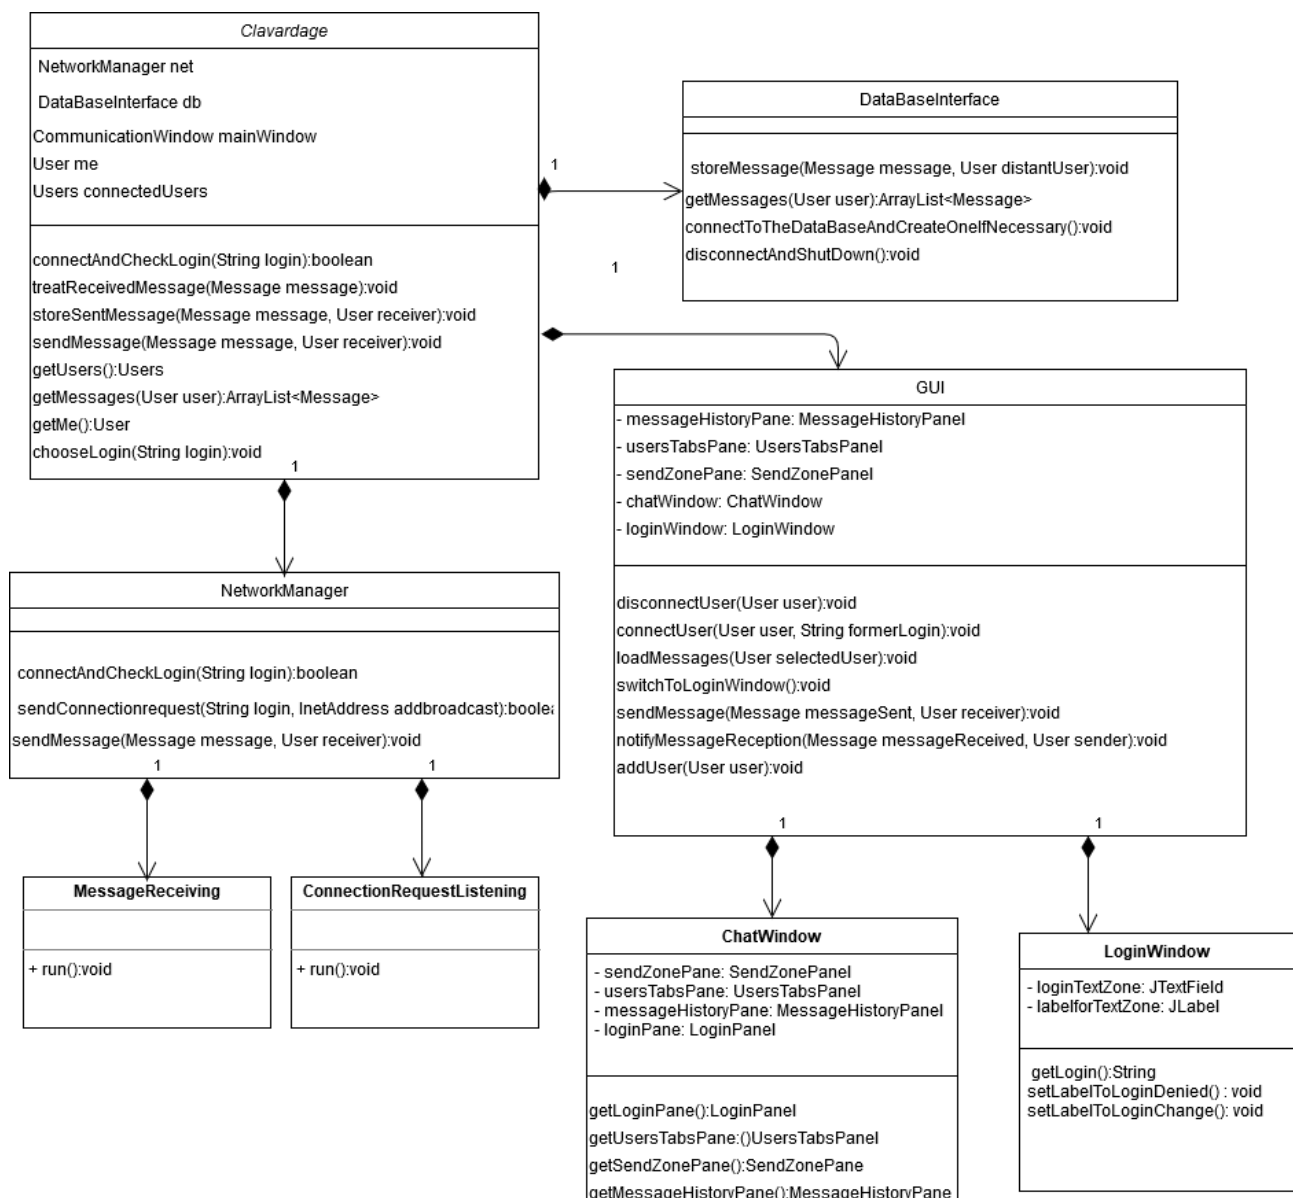 Clavardage
NetworkManager net
DataBaseInterface db
CommunicationWindow mainWindow
User me
Users connectedUsers
connectAndCheckLogin(String login):boolean
treatReceivedMessage(Message message):void
storeSentMessage(Message message, User receiver):void
sendMessage(Message message, User receiver):void
getUsers():Users
getMessages(User user):ArrayList<Message>
getMe():User
chooseLogin(String login):void
1
1
1
DataBaseInterface
storeMessage(Message message, User distantUser):void
getMessages(User user):ArrayList<Message>
connectToTheDataBaseAndCreateOneIfNecessary():void
disconnectAndShutDown():void
GUI
- messageHistoryPane: MessageHistoryPanel
- usersTabsPane: UsersTabsPanel
- sendZonePane: SendZonePanel
- chatWindow: ChatWindow
- loginWindow: LoginWindow
disconnectUser(User user):void
connectUser(User user, String formerLogin):void
loadMessages(User selectedUser):void
switchToLoginWindow():void
sendMessage(Message messageSent, User receiver):void
notifyMessageReception(Message messageReceived, User sender):void
addUser(User user):void
1
1
NetworkManager
connectAndCheckLogin(String login):boolean
sendConnectionrequest(String login, InetAddress addbroadcast):boolea
sendMessage(Message message, User receiver):void
1
1
MessageReceiving
+ run():void
ConnectionRequestListening
+ run():void
ChatWindow
- sendZonePane: SendZonePanel
- usersTabsPane: UsersTabsPanel
- messageHistoryPane: MessageHistoryPanel
- loginPane: LoginPanel
getLoginPane():LoginPanel
getUsersTabsPane:()UsersTabsPanel
getSendZonePane():SendZonePane
getMessageHistoryPane():MessageHistoryPane
LoginWindow
- loginTextZone: JTextField
- labelforTextZone: JLabel
getLogin():String
setLabelToLoginDenied() : void
setLabelToLoginChange(): void